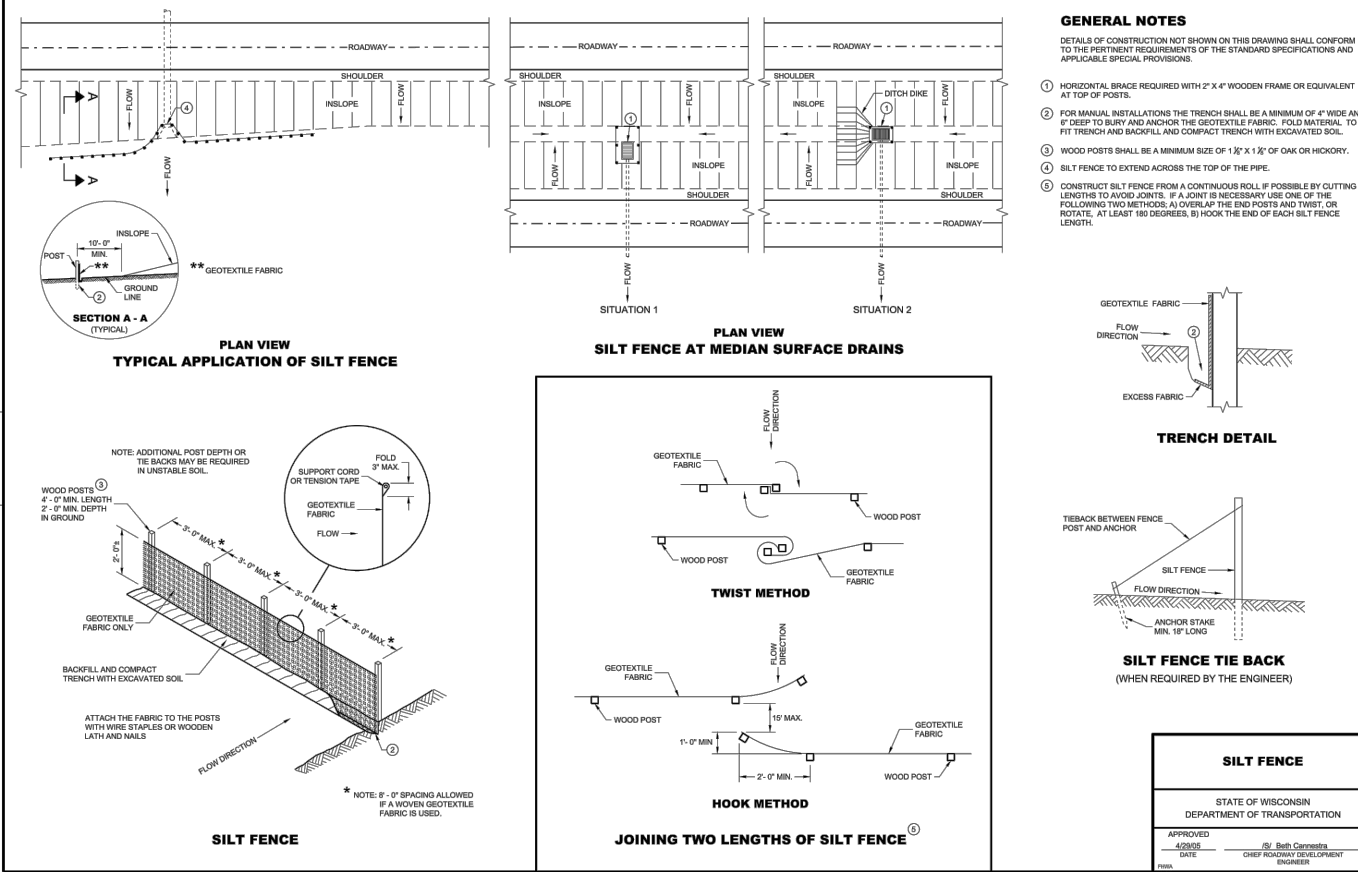 ROADWAY
SHOULDER
INSLOPE
FLOW
FLOW
FLOW
A
A
4
INSLOPE
10'- 0"
MIN.
POST
**
GROUND
LINE
2
SECTION A - A
(TYPICAL)
** GEOTEXTILE FABRIC
PLAN VIEW
TYPICAL APPLICATION OF SILT FENCE
ROADWAY
SHOULDER
INSLOPE
FLOW
1
FLOW
INSLOPE
SHOULDER
ROADWAY
FLOW
SITUATION 1
ROADWAY
SHOULDER
DITCH DIKE
INSLOPE
FLOW
1
FLOW
INSLOPE
SHOULDER
ROADWAY
FLOW
SITUATION 2
PLAN VIEW
SILT FENCE AT MEDIAN SURFACE DRAINS
GENERAL NOTES
DETAILS OF CONSTRUCTION NOT SHOWN ON THIS DRAWING SHALL CONFORM
TO THE PERTINENT REQUIREMENTS OF THE STANDARD SPECIFICATIONS AND
APPLICABLE SPECIAL PROVISIONS.
1 HORIZONTAL BRACE REQUIRED WITH 2" X 4" WOODEN FRAME OR EQUIVALENT
AT TOP OF POSTS.
2 FOR MANUAL INSTALLATIONS THE TRENCH SHALL BE A MINIMUM OF 4" WIDE AN
6" DEEP TO BURY AND ANCHOR THE GEOTEXTILE FABRIC. FOLD MATERIAL TO
FIT TRENCH AND BACKFILL AND COMPACT TRENCH WITH EXCAVATED SOIL.
3 WOOD POSTS SHALL BE A MINIMUM SIZE OF 1 ⅛" X 1 ⅛" OF OAK OR HICKORY.
4 SILT FENCE TO EXTEND ACROSS THE TOP OF THE PIPE.
5 CONSTRUCT SILT FENCE FROM A CONTINUOUS ROLL IF POSSIBLE BY CUTTING
LENGTHS TO AVOID JOINTS. IF A JOINT IS NECESSARY USE ONE OF THE
FOLLOWING TWO METHODS; A) OVERLAP THE END POSTS AND TWIST, OR
ROTATE, AT LEAST 180 DEGREES, B) HOOK THE END OF EACH SILT FENCE
LENGTH.
GEOTEXTILE FABRIC
FLOW
DIRECTION
2
EXCESS FABRIC
TRENCH DETAIL
NOTE: ADDITIONAL POST DEPTH OR
TIE BACKS MAY BE REQUIRED
IN UNSTABLE SOIL.
WOOD POSTS 3
4' - 0" MIN. LENGTH
2' - 0" MIN. DEPTH
IN GROUND
2'- 0"±
3'- 0" MAX. *
3'- 0" MAX. *
3'- 0" MAX. *
3'- 0" MAX. *
FOLD
3" MAX.
SUPPORT CORD
OR TENSION TAPE
GEOTEXTILE
FABRIC
FLOW
GEOTEXTILE
FABRIC ONLY
BACKFILL AND COMPACT
TRENCH WITH EXCAVATED SOIL
ATTACH THE FABRIC TO THE POSTS
WITH WIRE STAPLES OR WOODEN
LATH AND NAILS
FLOW DIRECTION
2
* NOTE: 8' - 0" SPACING ALLOWED
IF A WOVEN GEOTEXTILE
FABRIC IS USED.
SILT FENCE
FLOW
DIRECTION
GEOTEXTILE
FABRIC
WOOD POST
WOOD POST
GEOTEXTILE
FABRIC
TWIST METHOD
FLOW
DIRECTION
GEOTEXTILE
FABRIC
WOOD POST
15' MAX.
1'- 0" MIN
GEOTEXTILE
FABRIC
2'- 0" MIN.
WOOD POST
HOOK METHOD
JOINING TWO LENGTHS OF SILT FENCE 5
TIEBACK BETWEEN FENCE
POST AND ANCHOR
SILT FENCE
FLOW DIRECTION
ANCHOR STAKE
MIN. 18" LONG
SILT FENCE TIE BACK
(WHEN REQUIRED BY THE ENGINEER)
SILT FENCE
STATE OF WISCONSIN
DEPARTMENT OF TRANSPORTATION
APPROVED
4/29/05
DATE
/S/ Beth Cannestra
CHIEF ROADWAY DEVELOPMENT
ENGINEER
FHWA